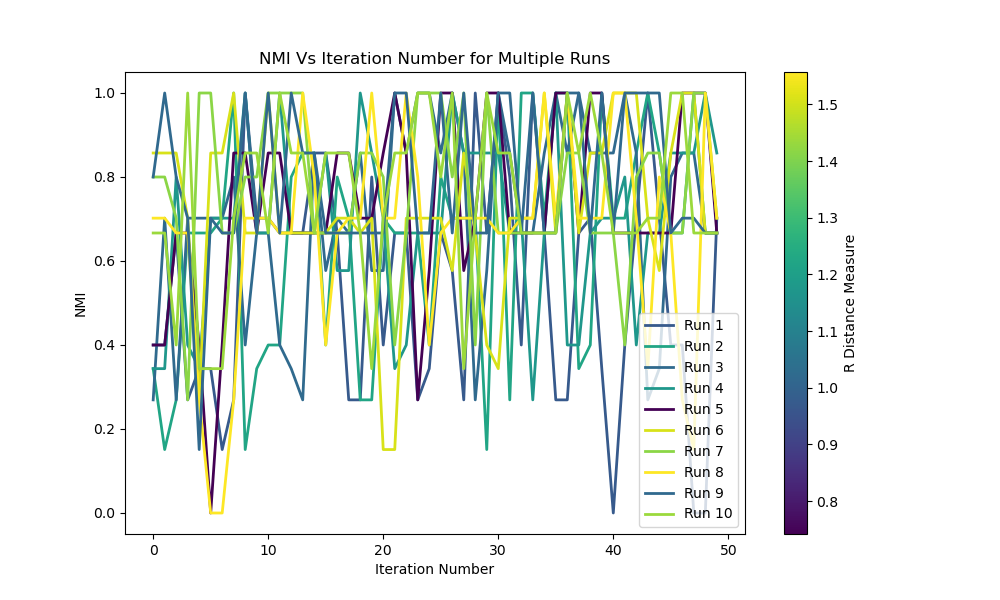 NMI Vs Iteration Number for Multiple Runs
1.0
0.8
0.6
0.4
0.2
0.0
NMI
0
10
20
30
40
50
Iteration Number
Run 1
Run 2
Run 3
Run 4
Run 5
Run 6
Run 7
Run 8
Run 9
Run 10
1.5
1.4
1.3
1.2
1.1
1.0
0.9
0.8
R Distance Measure